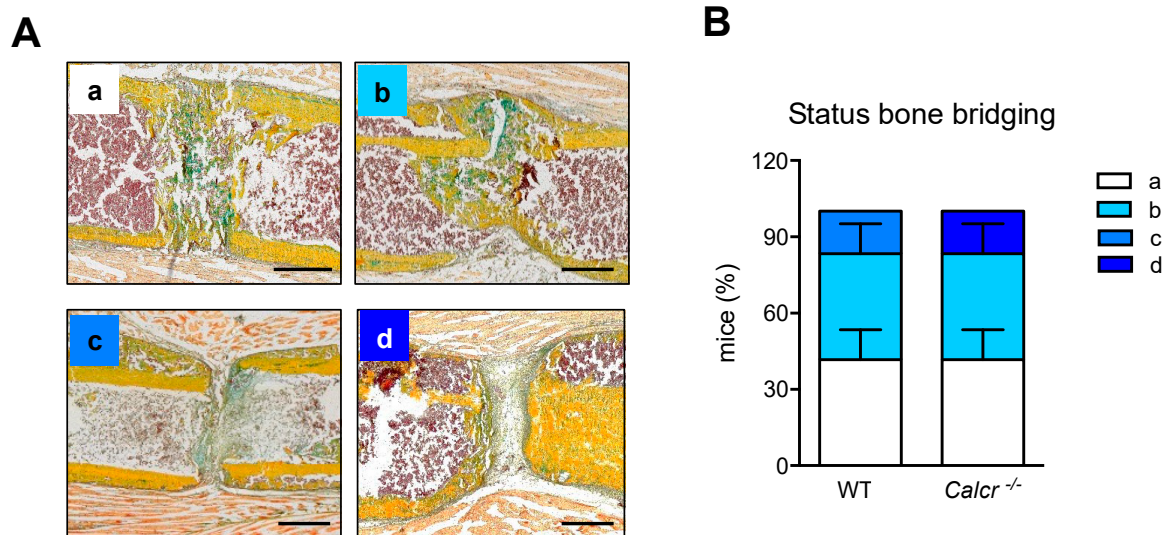 A
a
b
c
d
B
Status bone bridging
120
90
60
30
0
mice (%)
WT
Calcr -/-
a
b
c
d